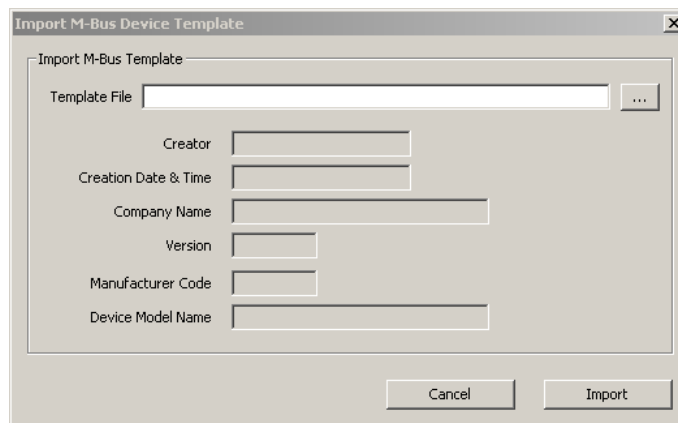 Import M-Bus Device Template
Import M-Bus Template
Template File ...
Creator
Creation Date & Time
Company Name
Version
Manufacturer Code
Device Model Name
Cancel Import